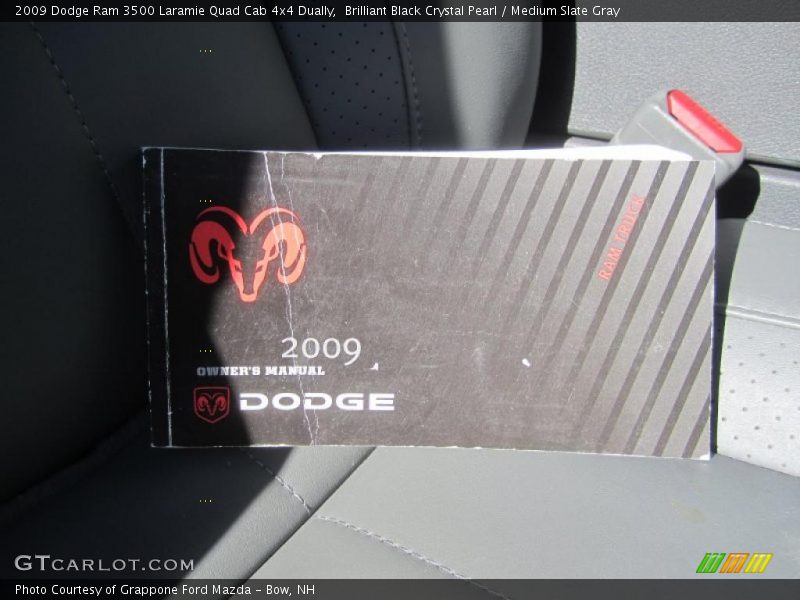 2009 Dodge Ram 3500 Laramie Quad Cab 4x4 Dually,  Brilliant Black Crystal Pearl / Medium Slate Gray
RAM TRUCK
2009
OWNER'S MANUAL
DODGE
GTCARLOT.COM
Photo Courtesy of Grappone Ford Mazda - Bow, NH